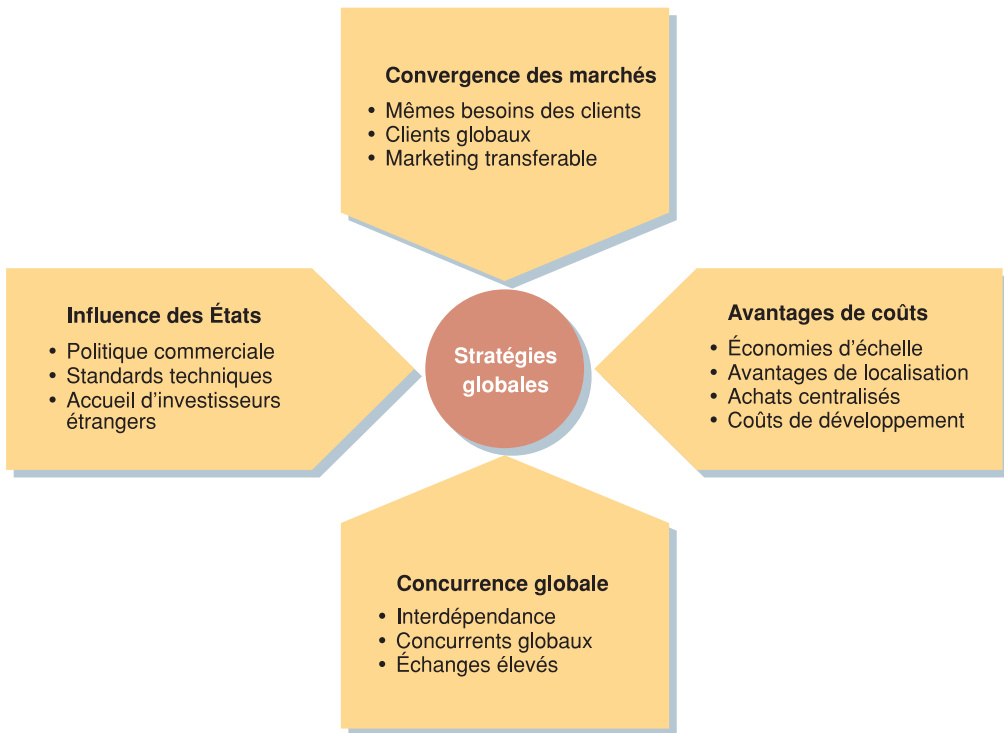 Convergence des marchés
• Mêmes besoins des clients
• Clients globaux
• Marketing transferable
Influence des États
• Politique commerciale
• Standards techniques
• Accueil d'investisseurs
étrangers
Stratégies
globales
Avantages de coûts
• Économies d'échelle
• Avantages de localisation
• Achats centralisés
• Coûts de développement
Concurrence globale
• Interdépendance
• Concurrents globaux
• Échanges élevés